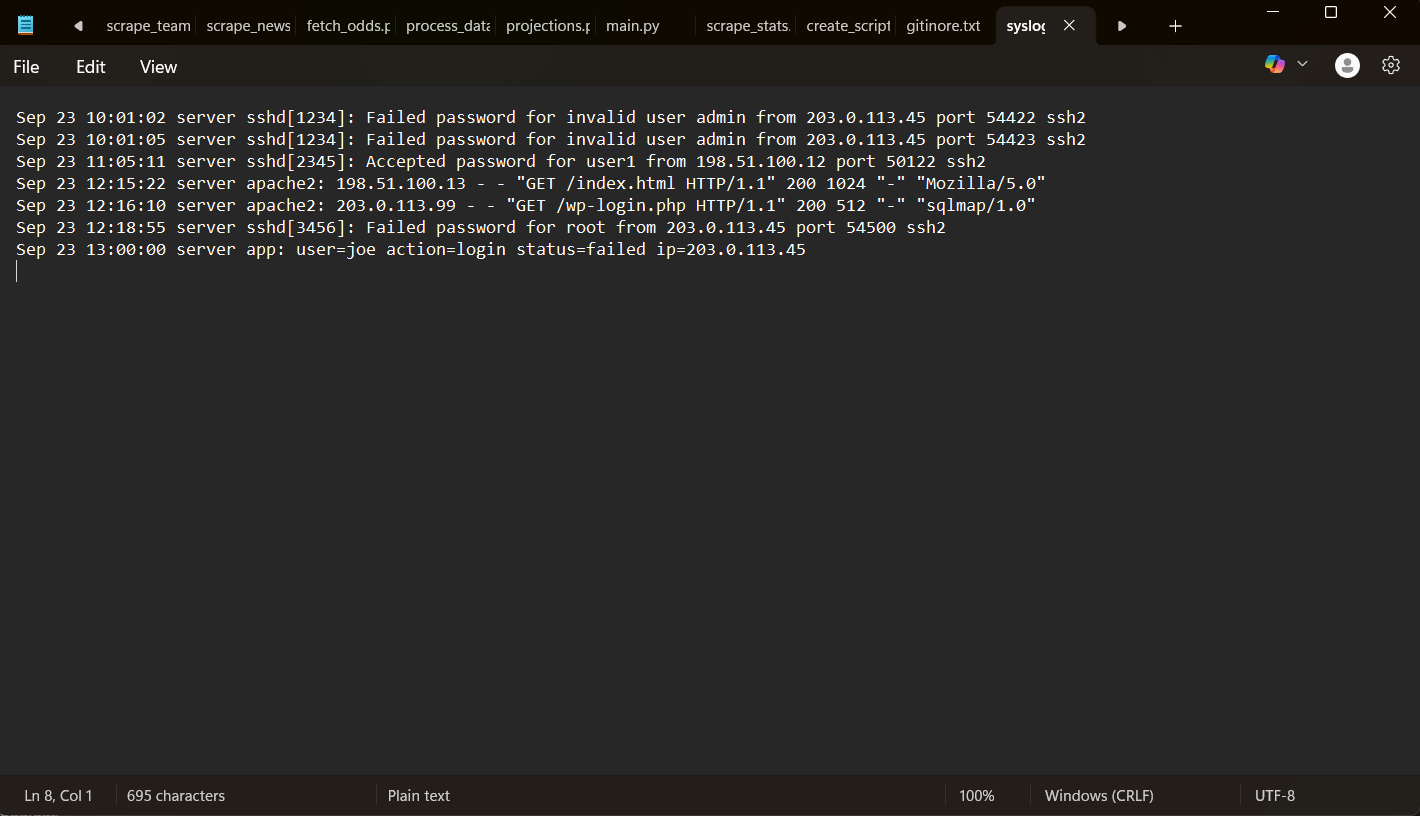 scrape_team scrape_news fetch_odds.p process_data projections.p main.py scrape_stats. create_script gitinore.txt syslog
File Edit View
Sep 23 10:01:02 server sshd[1234]: Failed password for invalid user admin from 203.0.113.45 port 54422 ssh2
Sep 23 10:01:05 server sshd[1234]: Failed password for invalid user admin from 203.0.113.45 port 54423 ssh2
Sep 23 11:05:11 server sshd[2345]: Accepted password for user1 from 198.51.100.12 port 50122 ssh2
Sep 23 12:15:22 server apache2: 198.51.100.13 - - "GET /index.html HTTP/1.1" 200 1024 "-" "Mozilla/5.0"
Sep 23 12:16:10 server apache2: 203.0.113.99 - - "GET /wp-login.php HTTP/1.1" 200 512 "-" "sqlmap/1.0"
Sep 23 12:18:55 server sshd[3456]: Failed password for root from 203.0.113.45 port 54500 ssh2
Sep 23 13:00:00 server app: user=joe action=login status=failed ip=203.0.113.45
Ln 8, Col 1 695 characters Plain text 100% Windows (CRLF) UTF-8